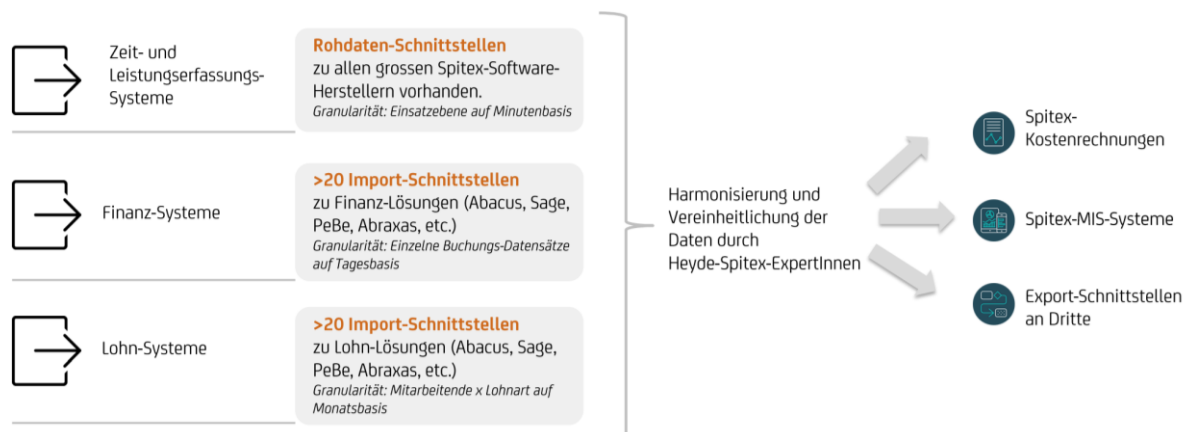 Zeit- und
Leistungserfassungs-
Systeme
Rohdaten-Schnittstellen
zu allen grossen Spitex-Software-
Herstellern vorhanden.
Granularität: Einsatzebene auf Minutenbasis
Finanz-Systeme
>20 Import-Schnittstellen
zu Finanz-Lösungen (Abacus, Sage,
PeBe, Abraxas, etc.)
Granularität: Einzelne Buchungs-Datensätze
auf Tagesbasis
Lohn-Systeme
>20 Import-Schnittstellen
zu Lohn-Lösungen (Abacus, Sage,
PeBe, Abraxas, etc.)
Granularität: Mitarbeitende x Lohnart auf
Monatsbasis
Harmonisierung und
Vereinheitlichung der
Daten durch
Heyde-Spitex-ExpertInnen
Spitex-
Kostenrechnungen
Spitex-MIS-Systeme
Export-Schnittstellen
an Dritte